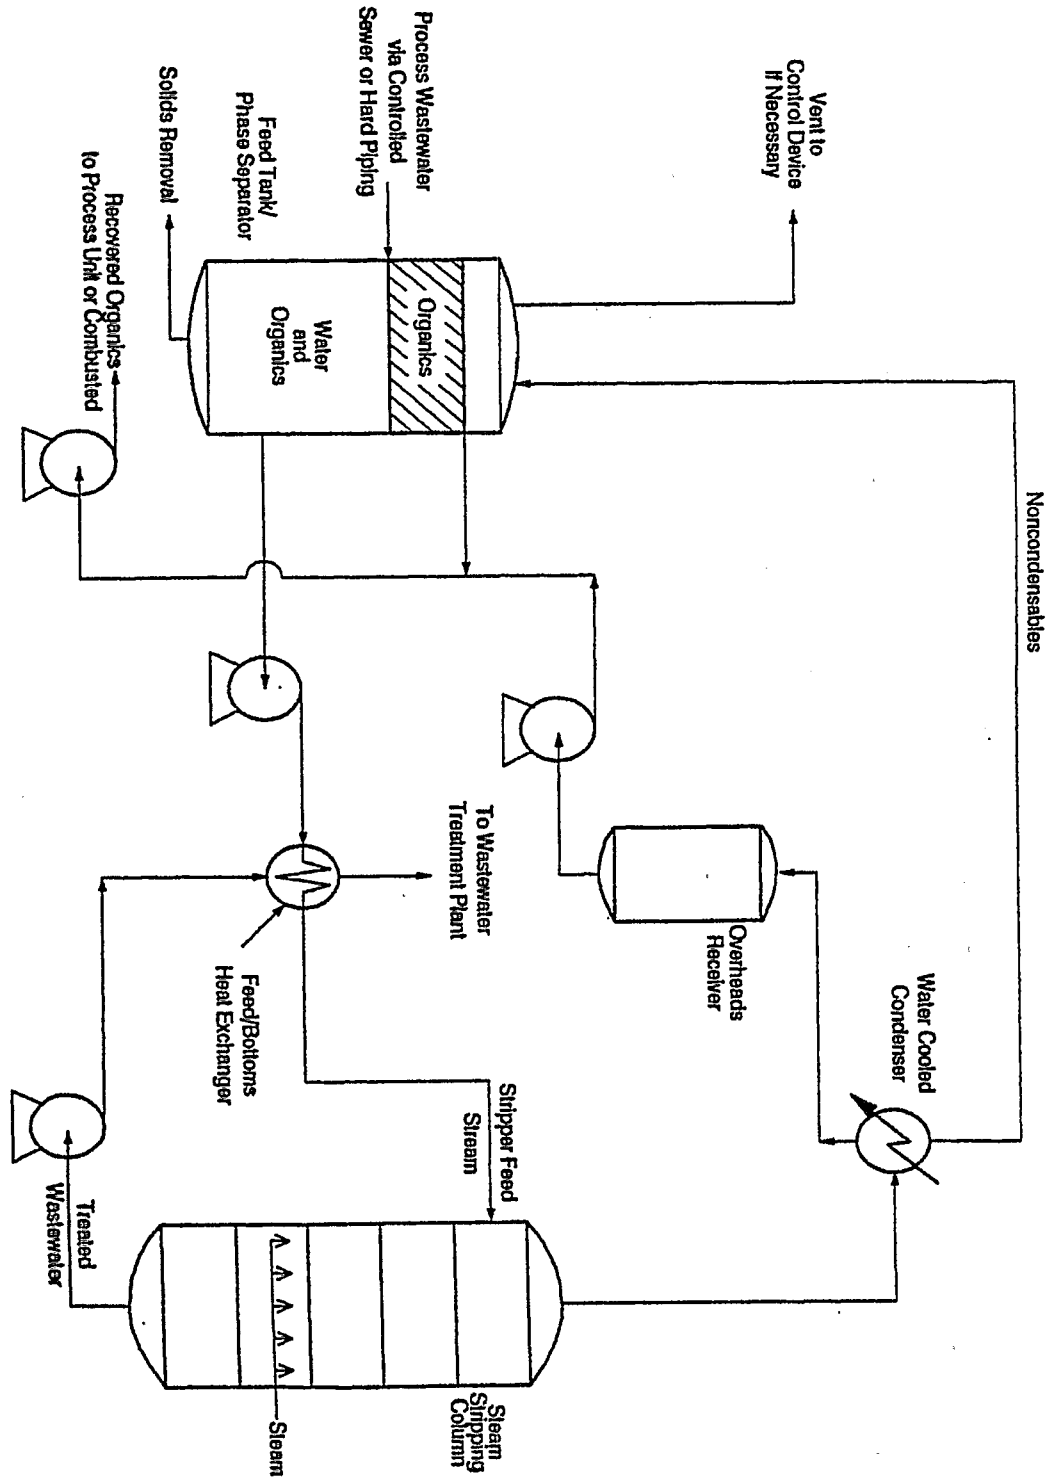 Vent to
Control Device
If Necessary
Noncondensables
Process Wastewater
via Controlled
Sewer or Hard Piping
Organics
Water
and
Organics
Feed Tank/
Phase Separator
Solids Removal
Recovered Organics
to Process Unit or Combusted
To Wastewater
Treatment Plant
Overheads
Receiver
Water Cooled
Condenser
Feed/Bottoms
Heat Exchanger
Stripper Feed
Stream
Treated
Wastewater
Steam
Stripping
Column
Steam